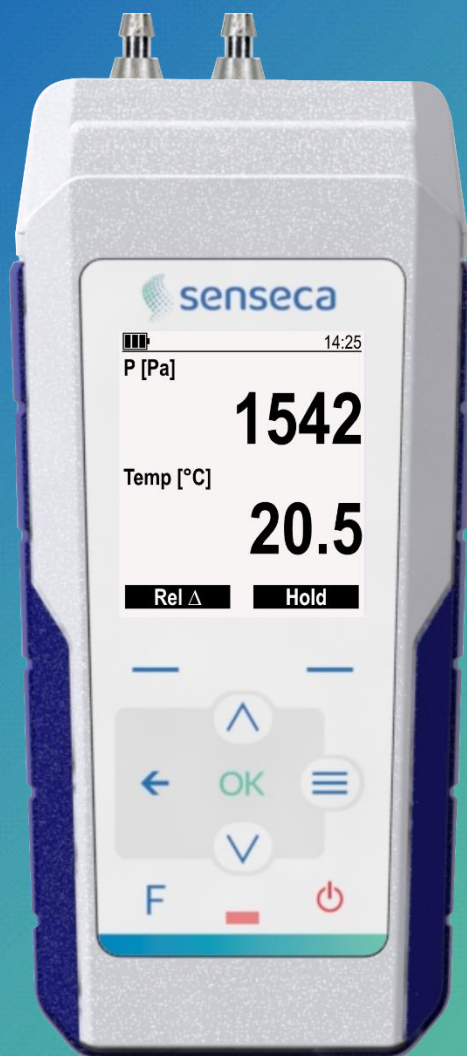 senseca
14:25
P [Pa]
1542
Temp [°C]
20.5
Rel Δ Hold
OK
F